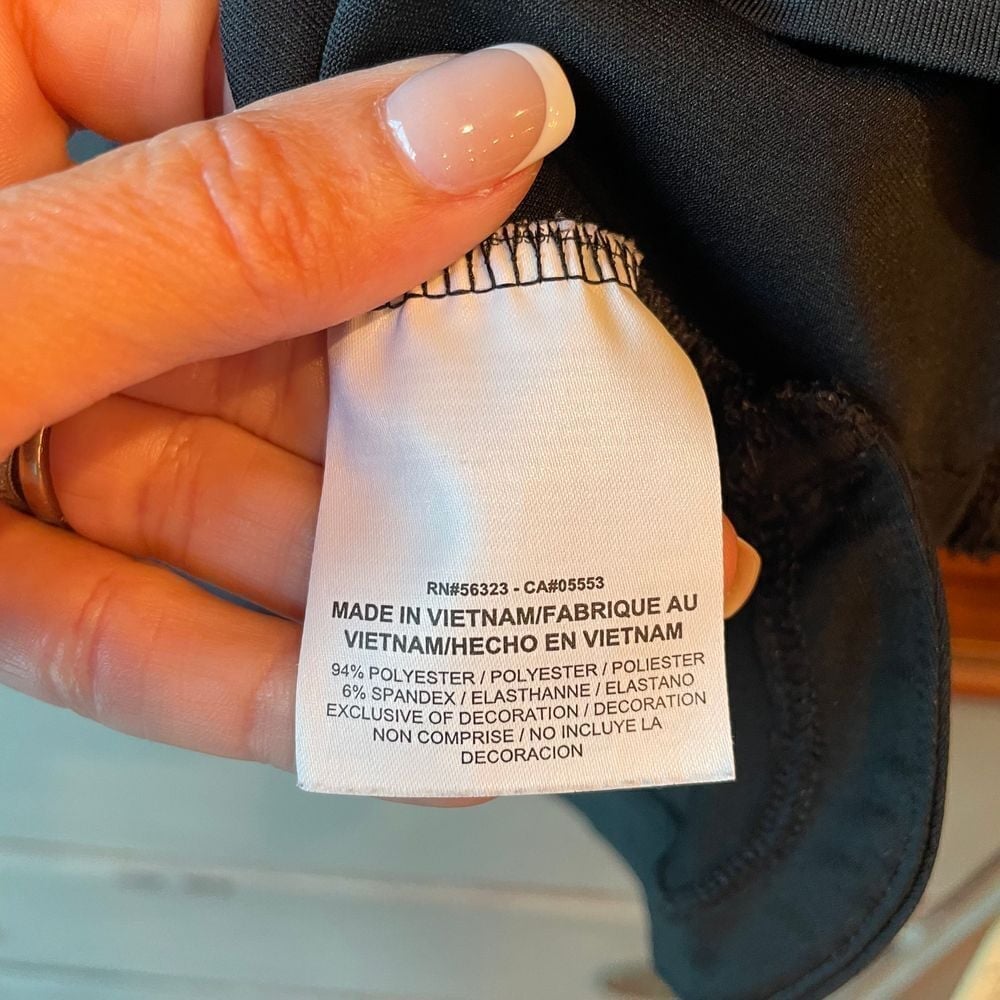 RN#56323 - CA#05553
MADE IN VIETNAM/FABRIQUE AU
VIETNAM/HECHO EN VIETNAM
94% POLYESTER / POLYESTER / POLIESTER
6% SPANDEX / ELASTHANNE / ELASTANO
EXCLUSIVE OF DECORATION / DECORATION
NON COMPRISE / NO INCLUYE LA
DECORACION